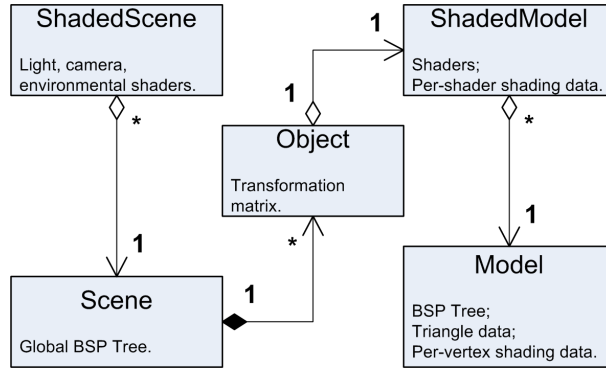 ShadedScene
Light, camera,
environmental shaders.
*
1
Scene
Global BSP Tree.
1
*
Object
Transformation
matrix.
1
1
ShadedModel
Shaders;
Per-shader shading data.
*
1
Model
BSP Tree;
Triangle data;
Per-vertex shading data.